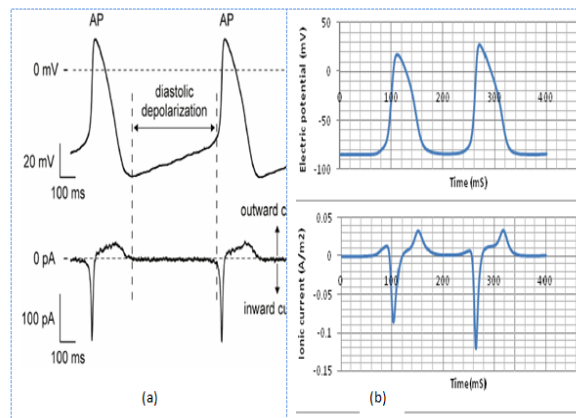 AP
AP
0 mV
diastolic
depolarization
20 mV
100 ms
outward c
0 pA
inward cu
100 pA
100 ms
(a)
Electric potential (mV)
50
0
-50
-100
0
100
200
300
400
Time(mS)
Ionic current (A/m2)
0.05
0
-0.05
-0.1
-0.15
0
100
200
300
400
Time(mS)
(b)